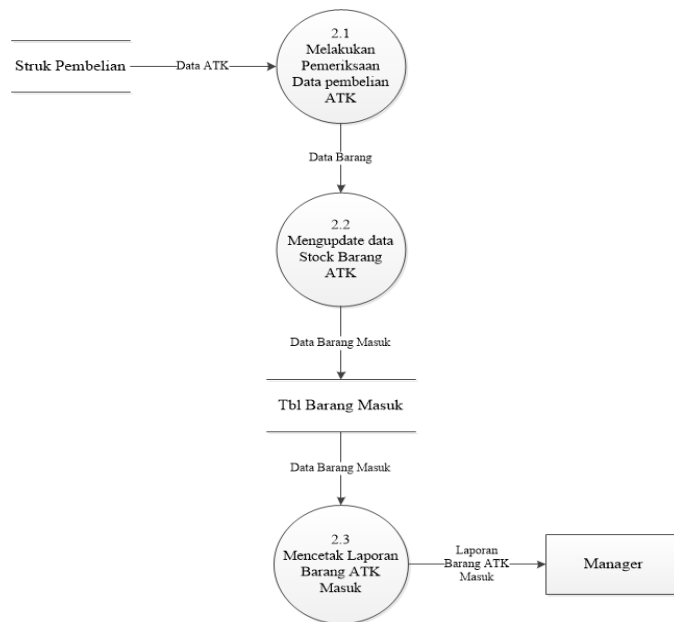 Struk Pembelian
Data ATK
2.1
Melakukan
Pemeriksaan
Data pembelian
ATK
Data Barang
2.2
Mengupdate data
Stock Barang
ATK
Data Barang Masuk
Tbl Barang Masuk
Data Barang Masuk
2.3
Mencetak Laporan
Barang ATK
Masuk
Laporan
Barang ATK
Masuk
Manager